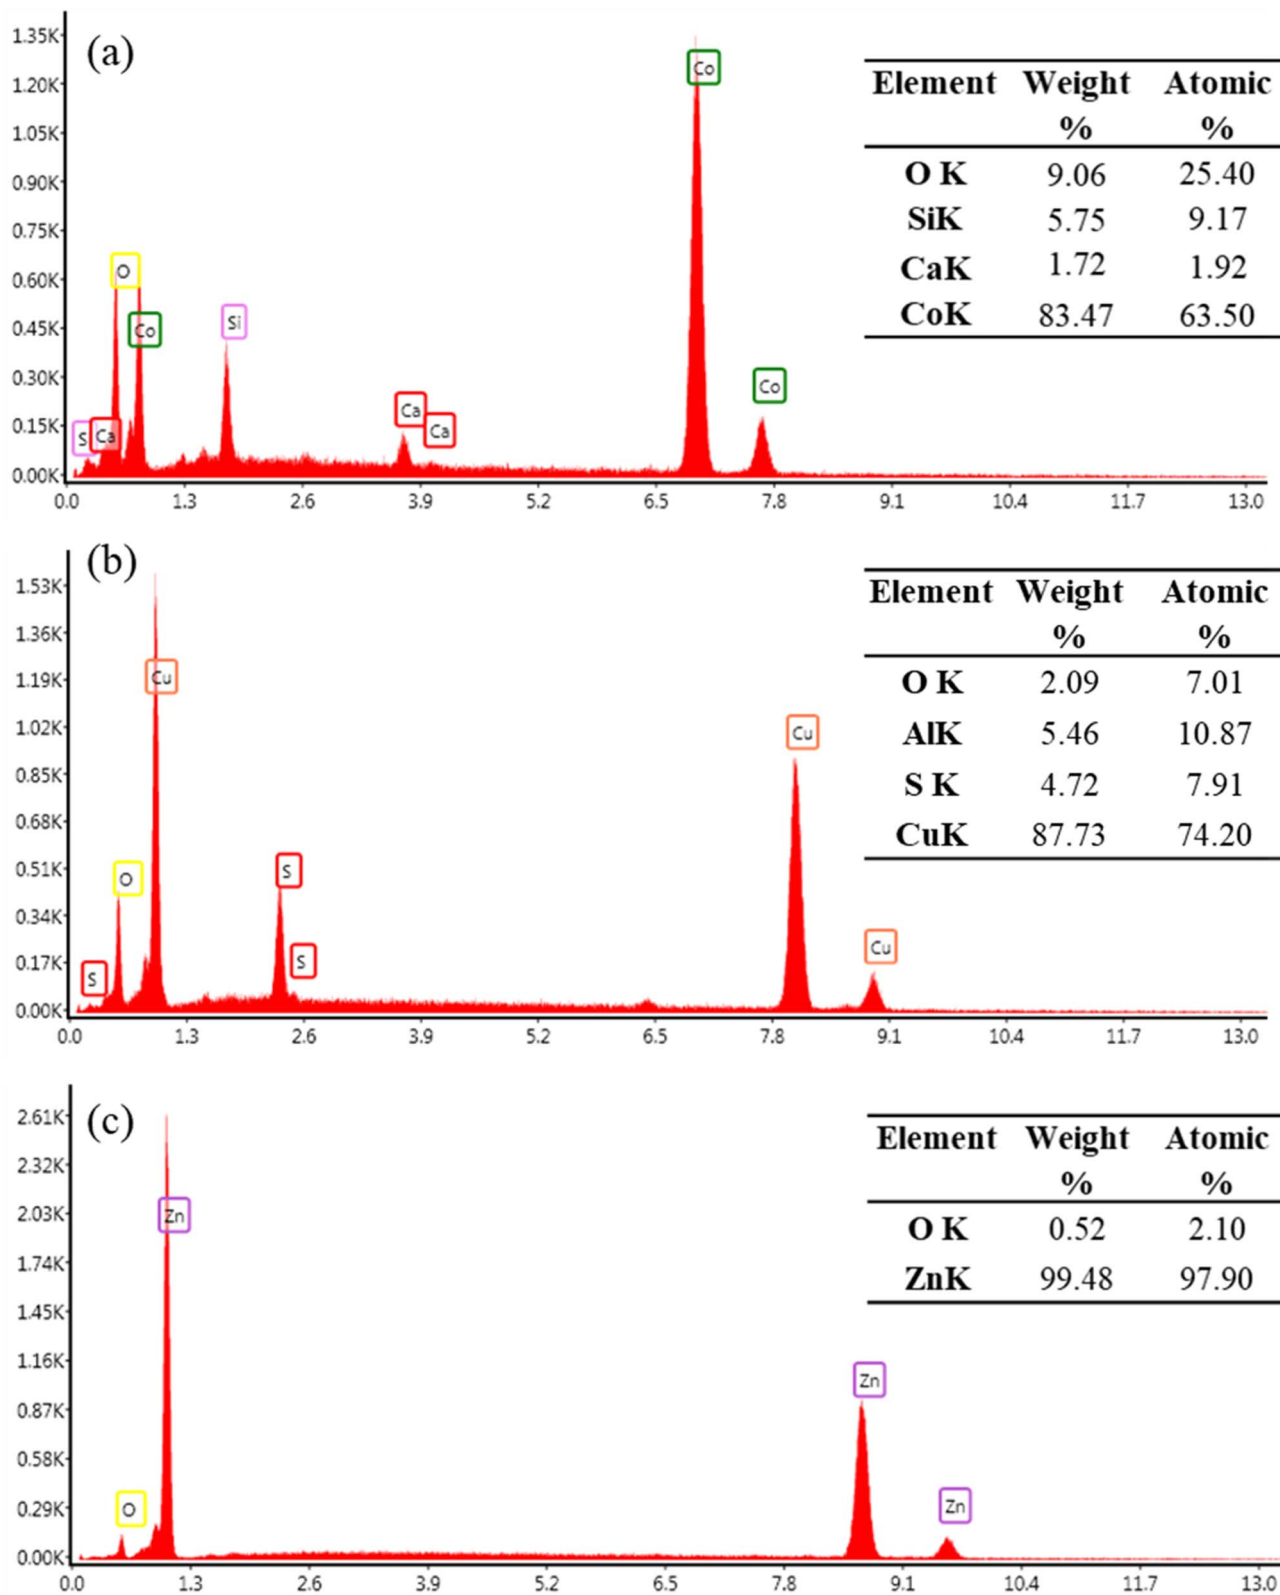 (a)
1.35K
1.20K
1.05K
0.90K
0.75K
0.60K
0.45K
0.30K
0.15K
0.00K
S
Ca
O
Co
Si
Ca
Ca
Co
Co
0.0 1.3 2.6 3.9 5.2 6.5 7.8 9.1 10.4 11.7 13.0
Element Weight Atomic
% %
O K 9.06 25.40
SiK 5.75 9.17
CaK 1.72 1.92
CoK 83.47 63.50
(b)
1.53K
1.36K
1.19K
1.02K
0.85K
0.68K
0.51K
0.34K
0.17K
0.00K
S
O
Cu
S
S
Cu
Cu
0.0 1.3 2.6 3.9 5.2 6.5 7.8 9.1 10.4 11.7 13.0
Element Weight Atomic
% %
O K 2.09 7.01
AlK 5.46 10.87
S K 4.72 7.91
CuK 87.73 74.20
(c)
2.61K
2.32K
2.03K
1.74K
1.45K
1.16K
0.87K
0.58K
0.29K
0.00K
O
Zn
Zn
Zn
0.0 1.3 2.6 3.9 5.2 6.5 7.8 9.1 10.4 11.7 13.0
Element Weight Atomic
% %
O K 0.52 2.10
ZnK 99.48 97.90